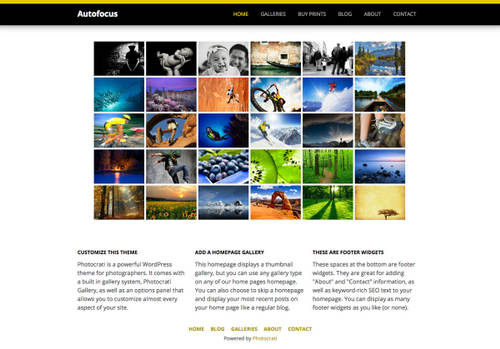 Autofocus
HOME GALLERIES BUY PRINTS BLOG ABOUT CONTACT
CUSTOMIZE THIS THEME
Photocrati is a powerful WordPress
theme for photographers. It comes with
a built in gallery system, Photocrati
Gallery, as well as an options panel that
allows you to customize almost every
aspect of your site.
ADD A HOMEPAGE GALLERY
This homepage displays a thumbnail
gallery, but you can use any gallery type
on any of our home pages homepage.
You can also choose to skip a homepage
and display your most recent posts on
your home page like a regular blog.
THESE ARE FOOTER WIDGETS
These spaces at the bottom are footer
widgets. They are great for adding
"About" and "Contact" information, as
well as keyword-rich SEO text to your
homepage. You can display as many
footer widgets as you like (or none).
HOME BLOG GALLERIES ABOUT CONTACT
Powered by Photocrati